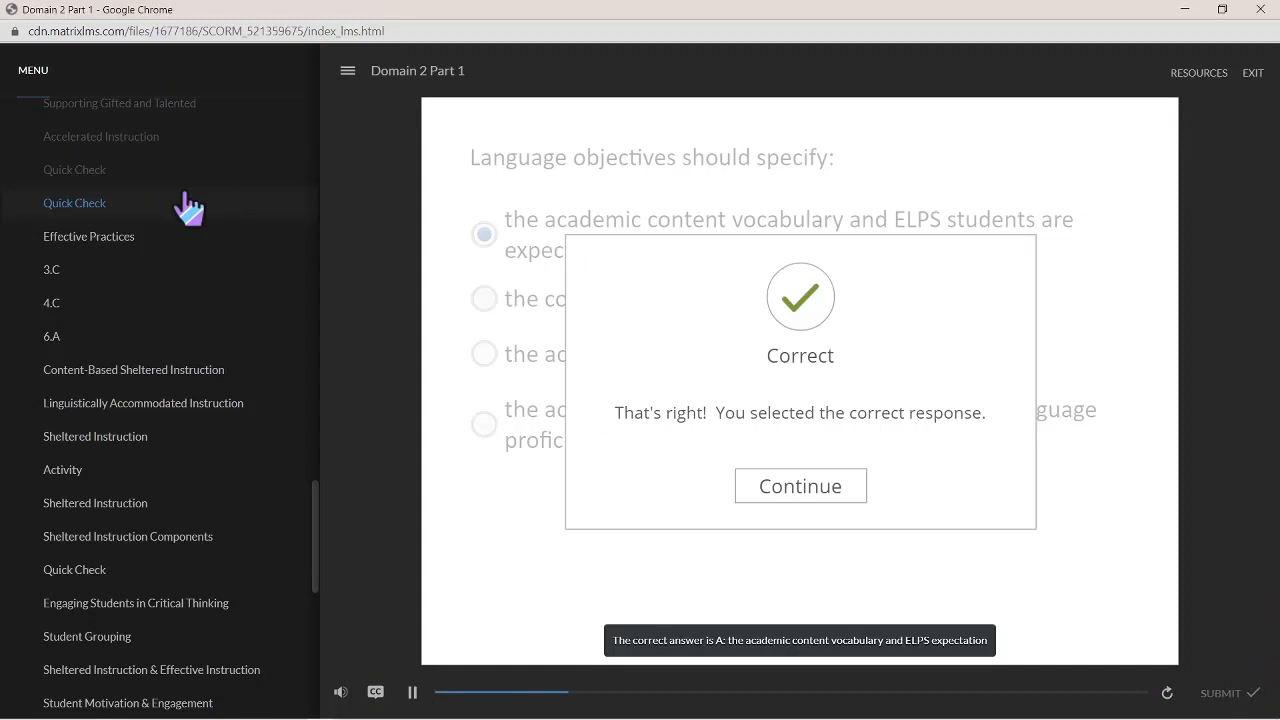 Domain 2 Part 1 - Google Chrome
cdn.matrixlms.com/files/1677186/SCORM_521359675/index_lms.html
MENU
Supporting Gifted and Talented
Accelerated Instruction
Quick Check
Quick Check
Effective Practices
3.C
4.C
6.A
Content-Based Sheltered Instruction
Linguistically Accommodated Instruction
Sheltered Instruction
Activity
Sheltered Instruction
Sheltered Instruction Components
Quick Check
Engaging Students in Critical Thinking
Student Grouping
Sheltered Instruction & Effective Instruction
Student Motivation & Engagement
Domain 2 Part 1
RESOURCES EXIT
Language objectives should specify:
the academic content vocabulary and ELPS students are
expec
the co
the ac
the ac guage
profic
Correct
That's right! You selected the correct response.
Continue
The correct answer is A: the academic content vocabulary and ELPS expectation
CC
SUBMIT